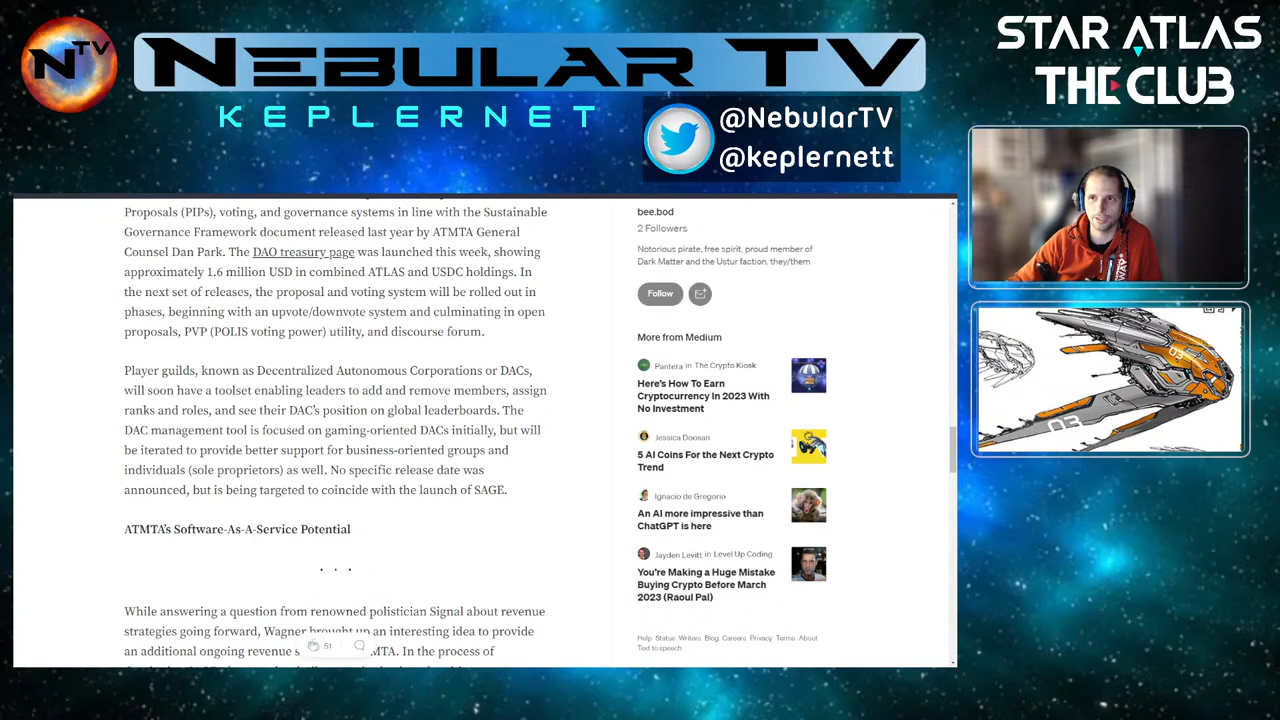 N TV
NEBULAR TV
KEPLERNET
@NebularTV
@keplernett
STAR ATLAS
THE CLUB
Proposals (PIPs), voting, and governance systems in line with the Sustainable
Governance Framework document released last year by ATMTA General
Counsel Dan Park. The DAO treasury page was launched this week, showing
approximately 1.6 million USD in combined ATLAS and USDC holdings. In
the next set of releases, the proposal and voting system will be rolled out in
phases, beginning with an upvote/downvote system and culminating in open
proposals, PVP (POLIS voting power) utility, and discourse forum.
Player guilds, known as Decentralized Autonomous Corporations or DACs,
will soon have a toolset enabling leaders to add and remove members, assign
ranks and roles, and see their DAC's position on global leaderboards. The
DAC management tool is focused on gaming-oriented DACs initially, but will
be iterated to provide better support for business-oriented groups and
individuals (sole proprietors) as well. No specific release date was
announced, but is being targeted to coincide with the launch of SAGE.
ATMTA's Software-As-A-Service Potential
. . .
While answering a question from renowned polistician Signal about revenue
strategies going forward, Wagner brought up an interesting idea to provide
an additional ongoing revenue s MTA. In the process of
51
bee.bod
2 Followers
Notorious pirate, free spirit, proud member of
Dark Matter and the Ustur faction. they/them
Follow
More from Medium
Pantera in The Crypto Kiosk
Here's How To Earn
Cryptocurrency In 2023 With
No Investment
Jessica Doosan
5 AI Coins For the Next Crypto
Trend
Ignacio de Gregorio
An AI more impressive than
ChatGPT is here
Jayden Levitt in Level Up Coding
You're Making a Huge Mistake
Buying Crypto Before March
2023 (Raoul Pal)
Help Status Writers Blog Careers Privacy Terms About
Text to speech
03
03